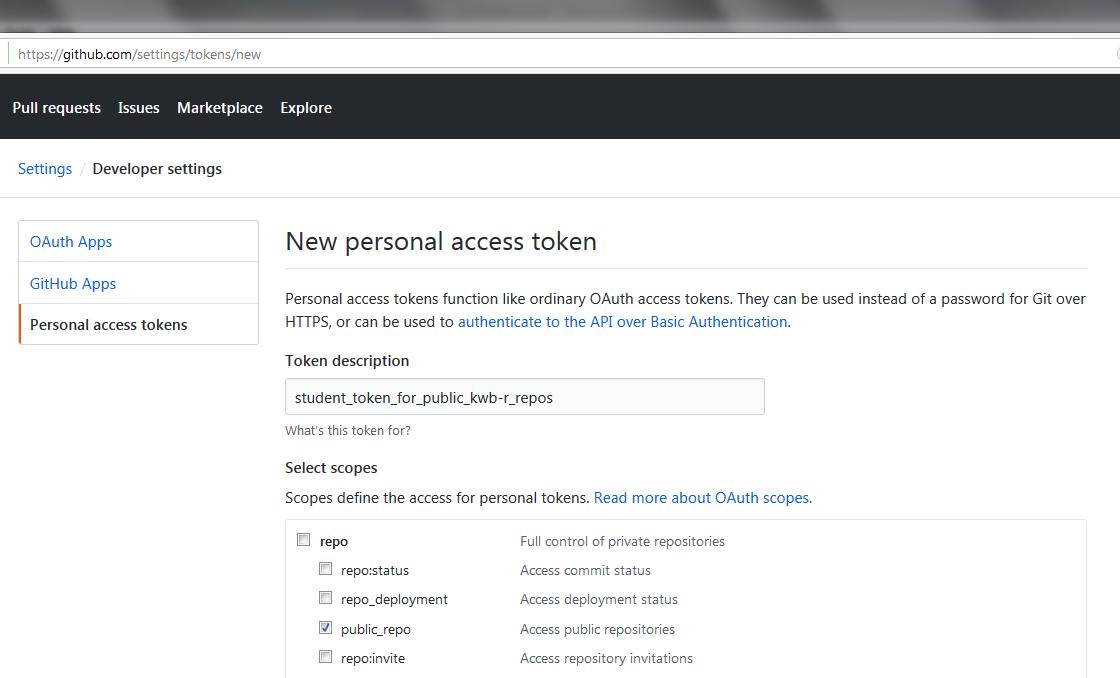 https://github.com/settings/tokens/new
Pull requests Issues Marketplace Explore
Settings / Developer settings
OAuth Apps
GitHub Apps
Personal access tokens
New personal access token
Personal access tokens function like ordinary OAuth access tokens. They can be used instead of a password for Git over
HTTPS, or can be used to authenticate to the API over Basic Authentication.
Token description
student_token_for_public_kwb-r_repos
What's this token for?
Select scopes
Scopes define the access for personal tokens. Read more about OAuth scopes.
repo Full control of private repositories
repo:status Access commit status
repo_deployment Access deployment status
public_repo Access public repositories
repo:invite Access repository invitations